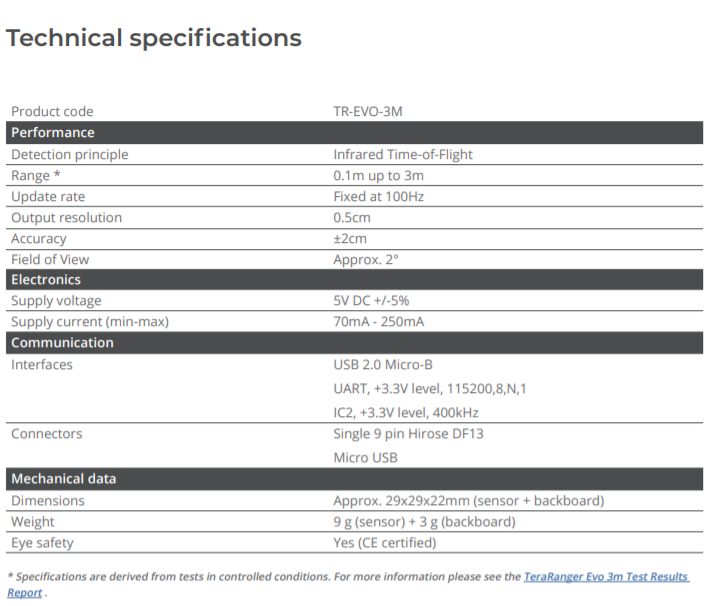 Technical specifications
Product code TR-EVO-3M
Performance
Detection principle Infrared Time-of-Flight
Range * 0.1m up to 3m
Update rate Fixed at 100Hz
Output resolution 0.5cm
Accuracy ±2cm
Field of View Approx. 2°
Electronics
Supply voltage 5V DC +/-5%
Supply current (min-max) 70mA - 250mA
Communication
Interfaces USB 2.0 Micro-B
UART, +3.3V level, 115200,8,N,1
IC2, +3.3V level, 400kHz
Connectors Single 9 pin Hirose DF13
Micro USB
Mechanical data
Dimensions Approx. 29x29x22mm (sensor + backboard)
Weight 9 g (sensor) + 3 g (backboard)
Eye safety Yes (CE certified)
* Specifications are derived from tests in controlled conditions. For more information please see the TeraRanger Evo 3m Test Results
Report .